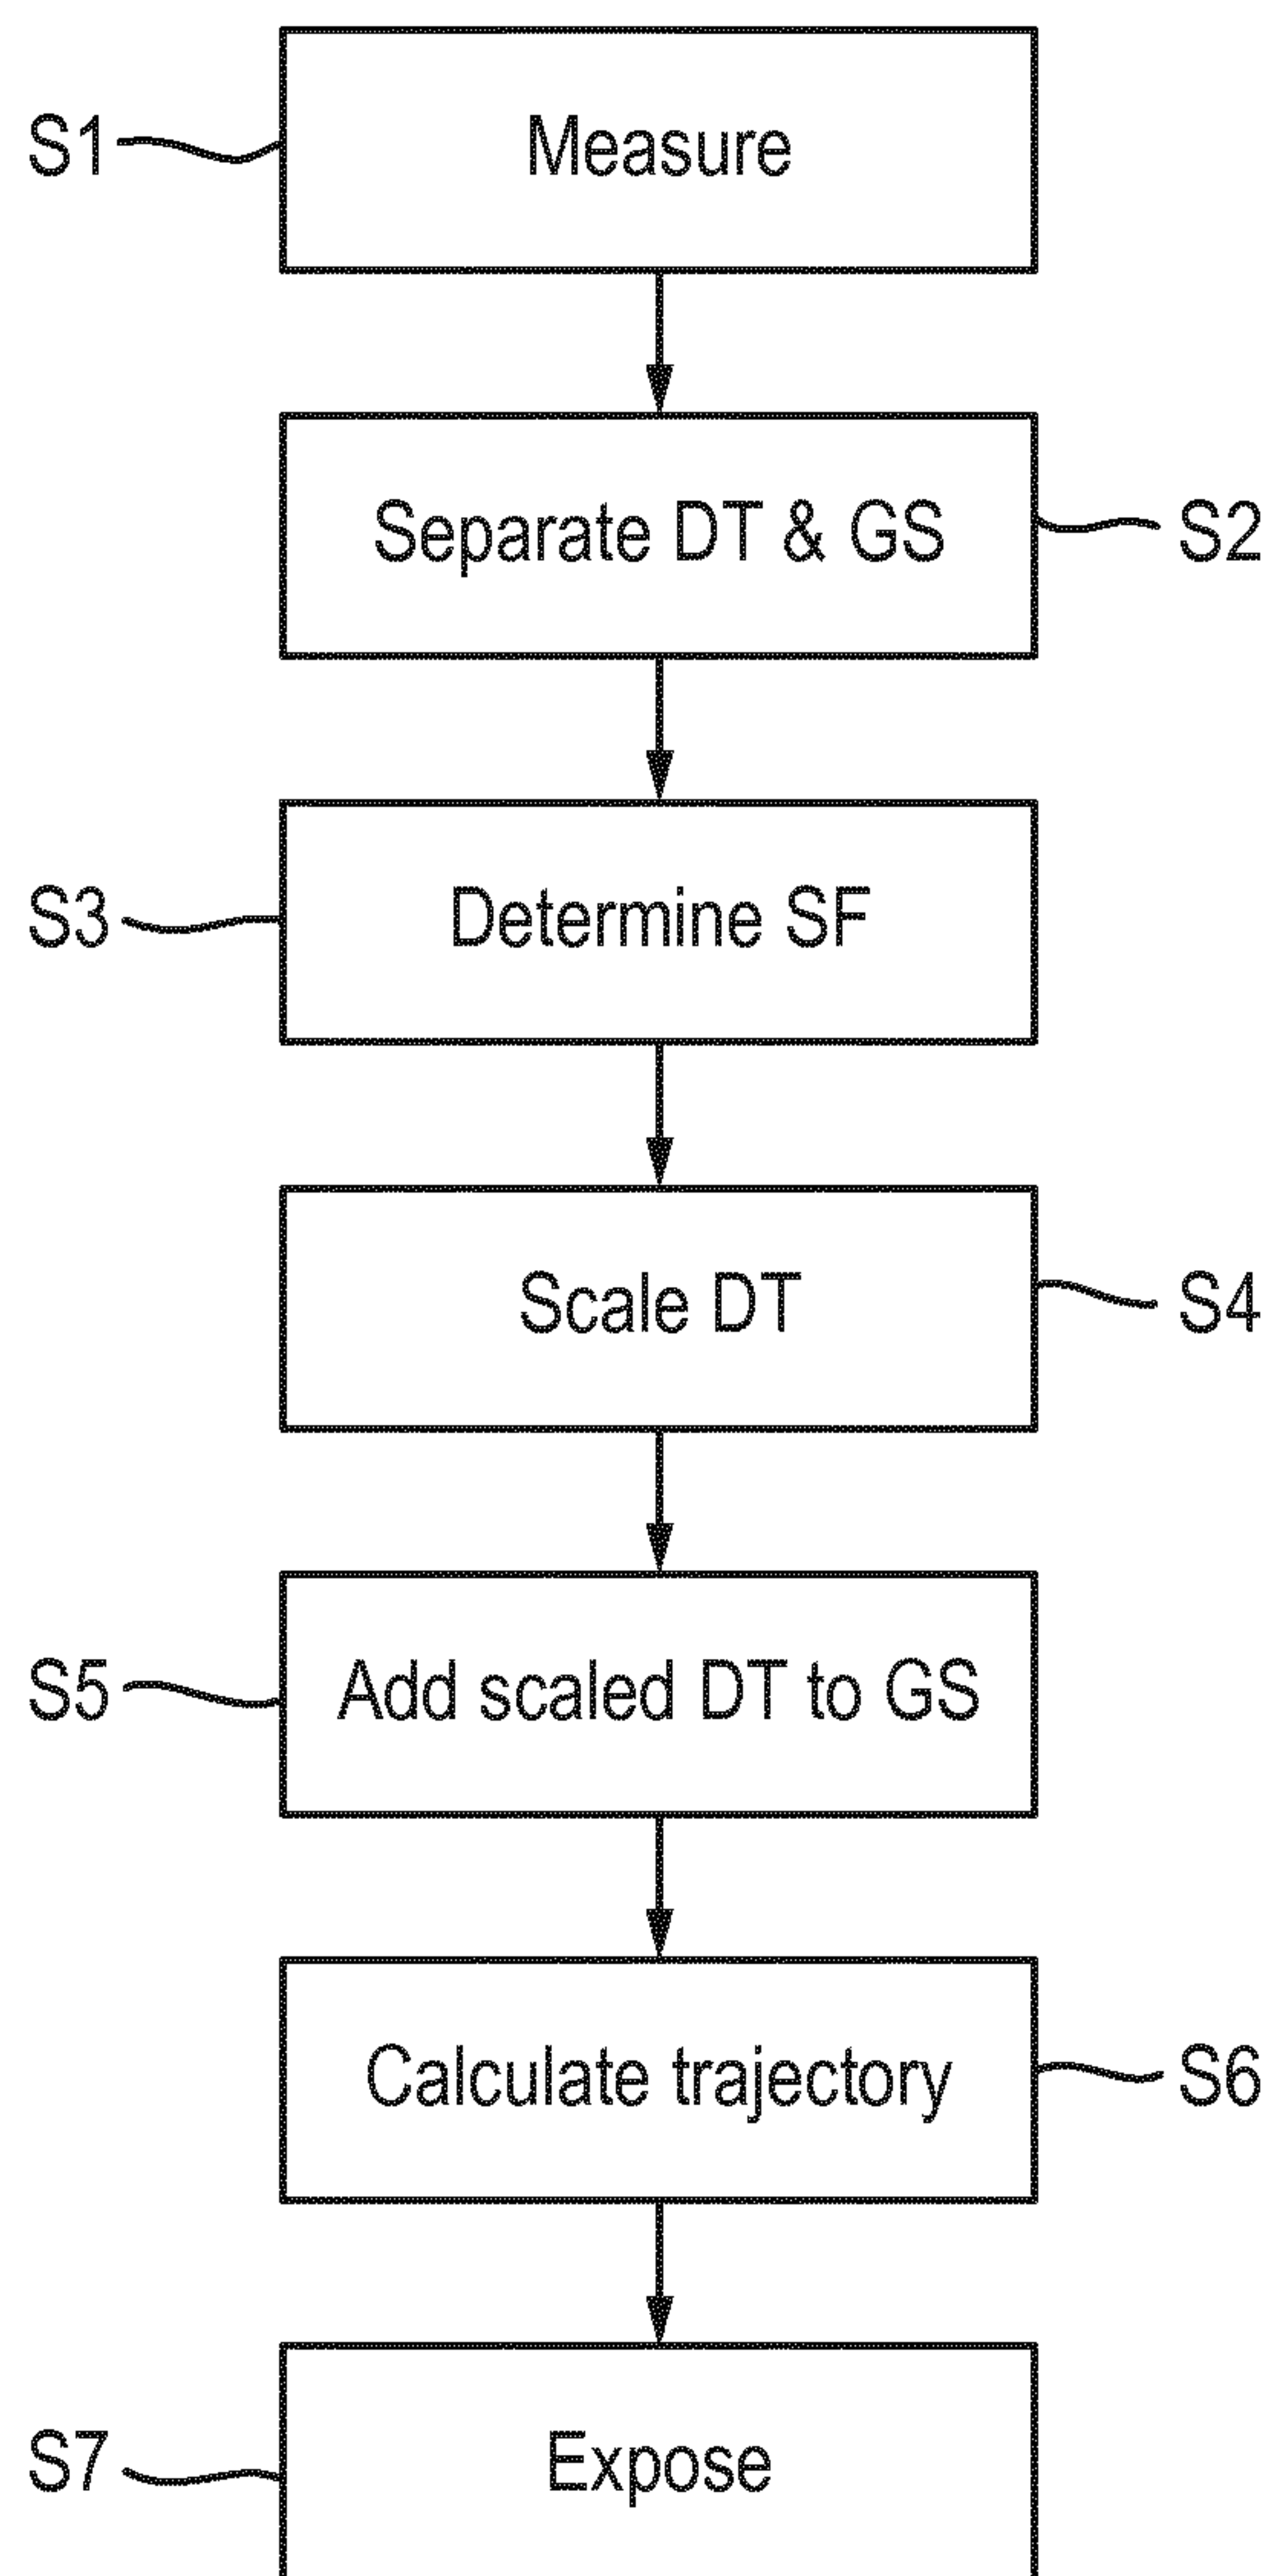 S1
Measure
Separate DT & GS
S2
S3
Determine SF
Scale DT
S4
S5
Add scaled DT to GS
Calculate trajectory
S6
S7
Expose